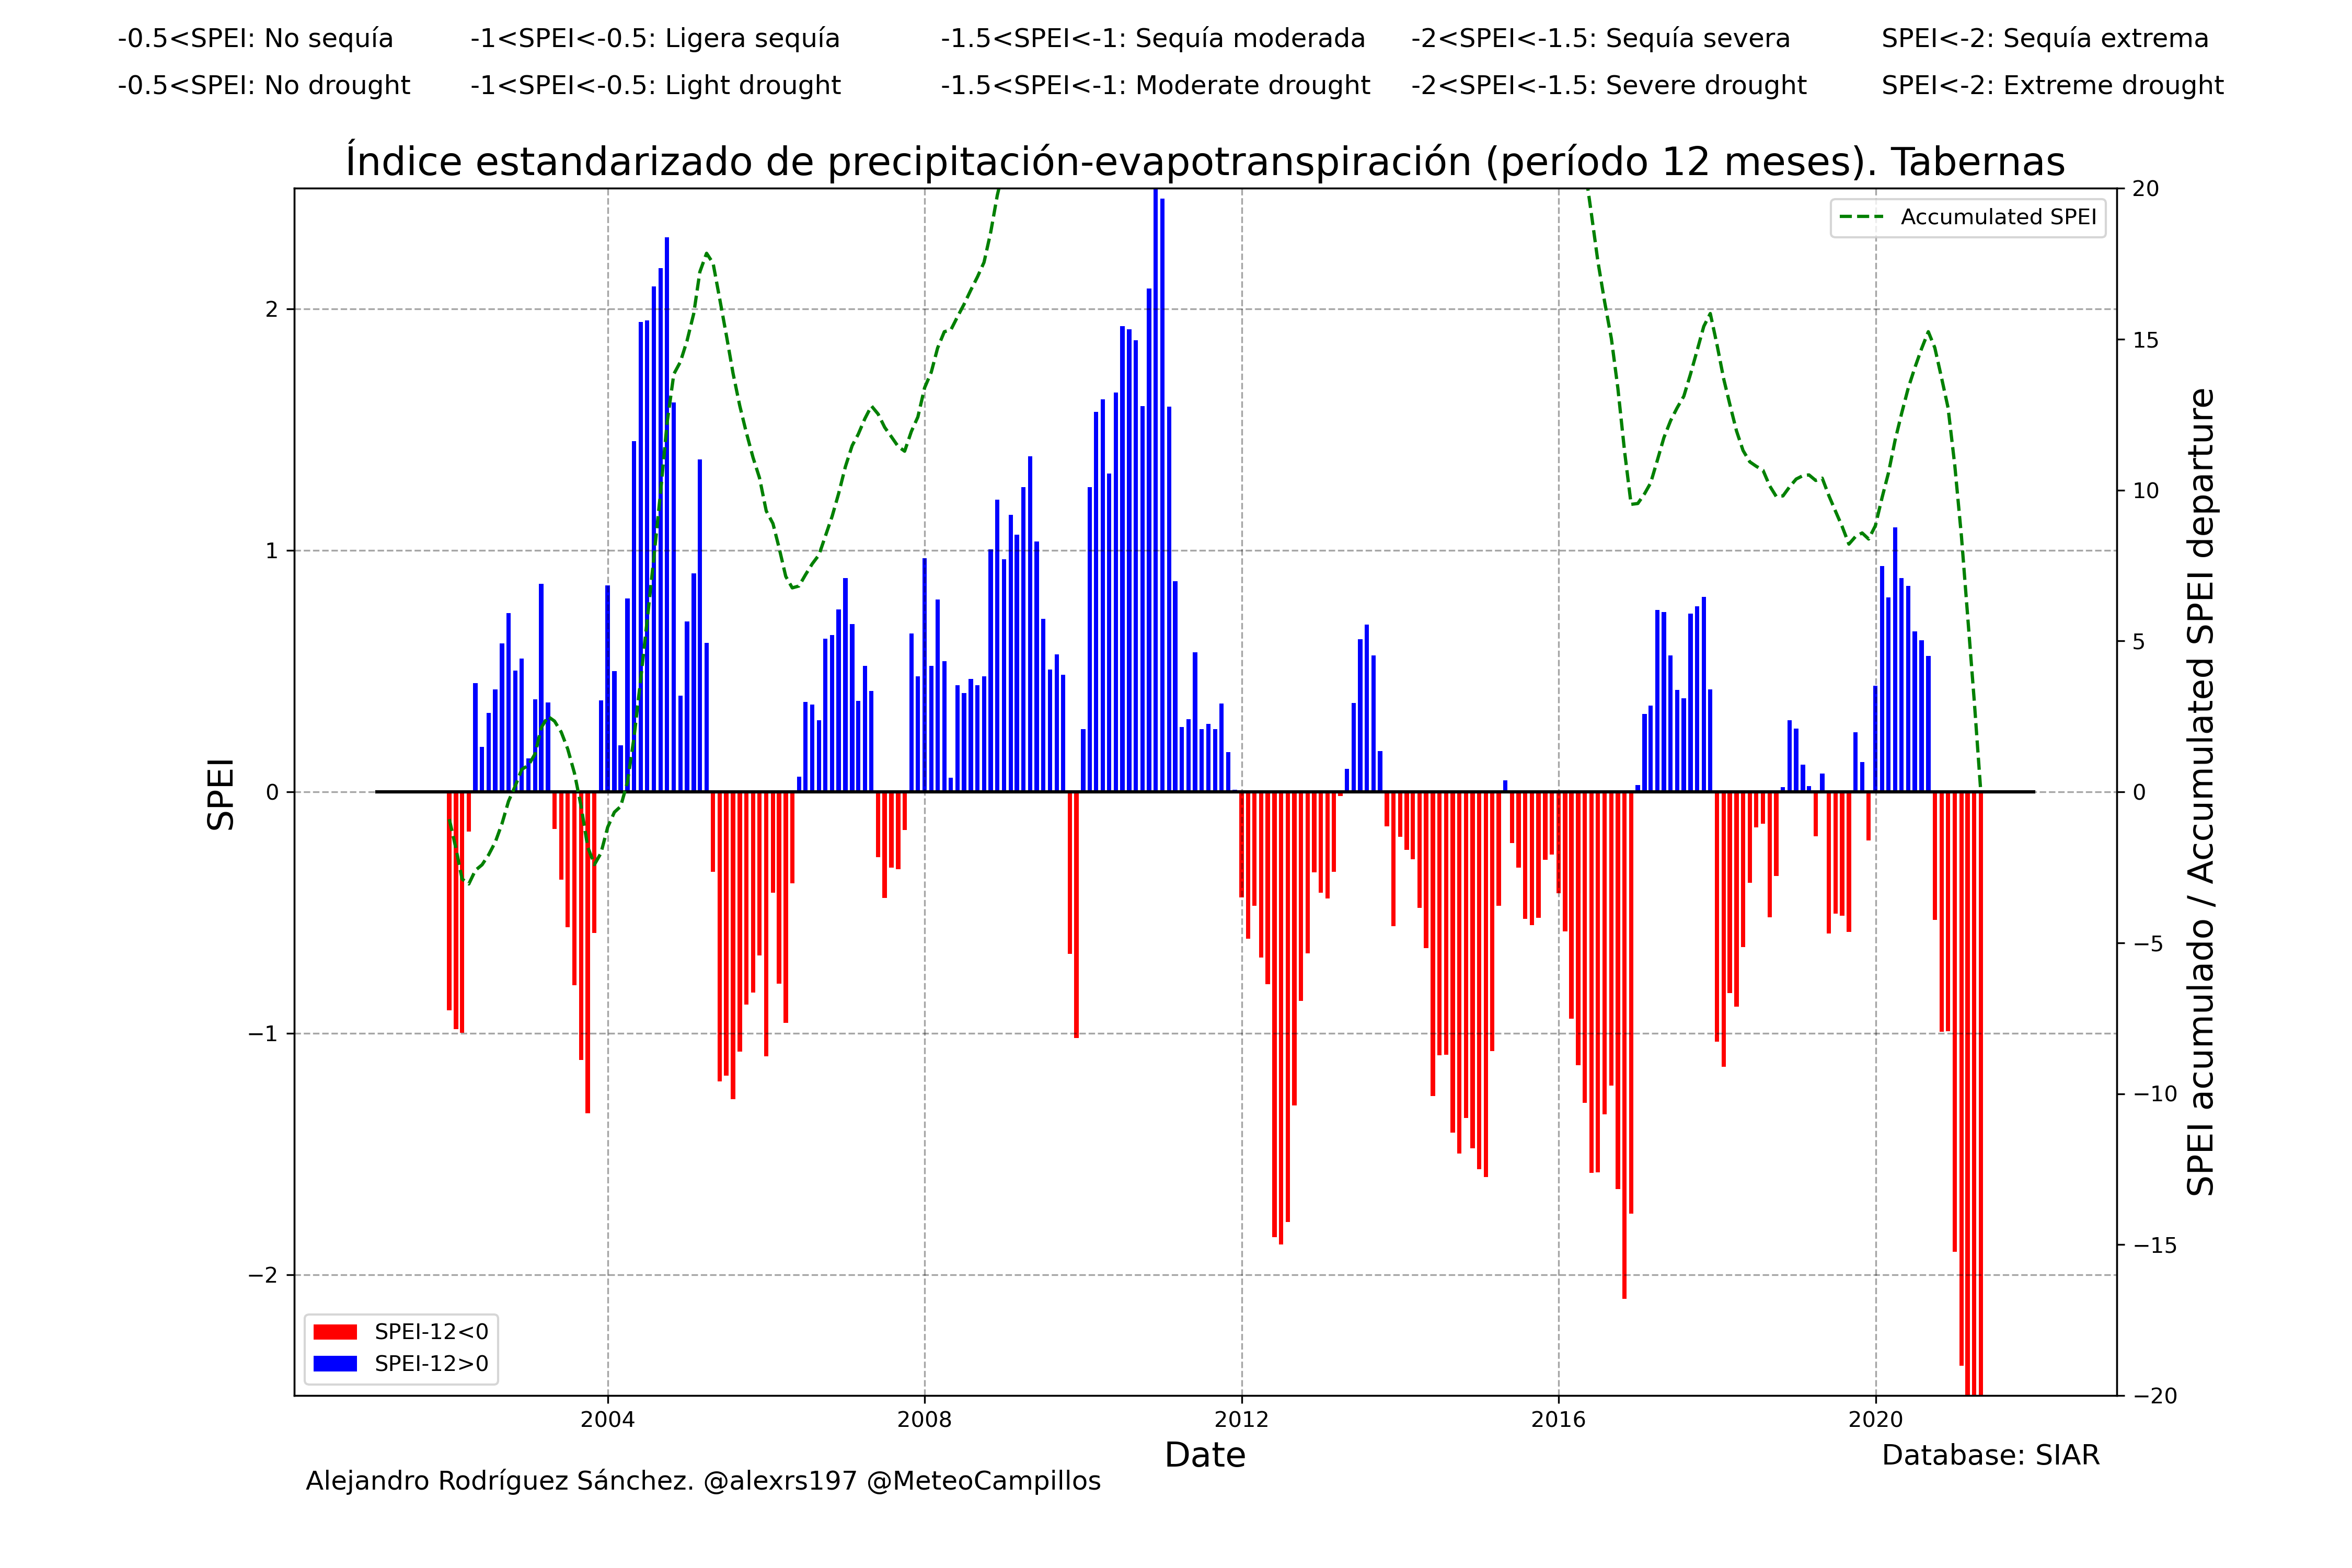 -0.5<SPEI: No sequía -1<SPEI<-0.5: Ligera sequía -1.5<SPEI<-1: Sequía moderada -2<SPEI<-1.5: Sequía severa SPEI<-2: Sequía extrema
-0.5<SPEI: No drought -1<SPEI<-0.5: Light drought -1.5<SPEI<-1: Moderate drought -2<SPEI<-1.5: Severe drought SPEI<-2: Extreme drought
Índice estandarizado de precipitación-evapotranspiración (período 12 meses). Tabernas
Accumulated SPEI
SPEI
2
1
0
−1
−2
20
15
10
5
0
−5
−10
−15
−20
SPEI acumulado / Accumulated SPEI departure
SPEI-12<0
SPEI-12>0
2004 2008 2012 2016 2020
Date
Database: SIAR
Alejandro Rodríguez Sánchez. @alexrs197 @MeteoCampillos